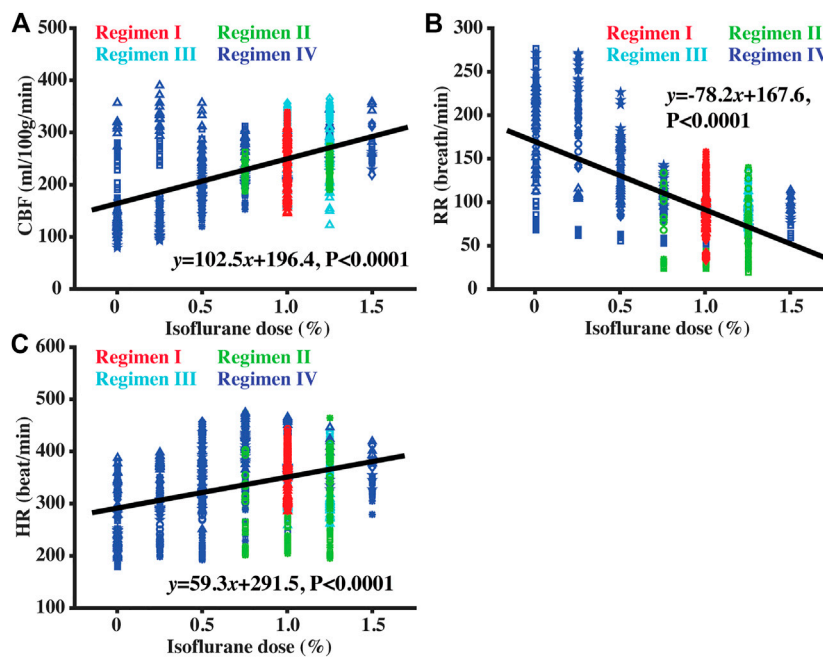 A
Regimen I Regimen II
Regimen III Regimen IV
500
400
300
200
100
0
CBF (ml/100g/min)
y=102.5x+196.4, P<0.0001
0 0.5 1.0 1.5
Isoflurane dose (%)
B
Regimen I Regimen II
Regimen III Regimen IV
300
250
200
150
100
50
0
RR (breath/min)
y=-78.2x+167.6,
P<0.0001
0 0.5 1.0 1.5
Isoflurane dose (%)
C
Regimen I Regimen II
Regimen III Regimen IV
600
500
400
300
200
100
HR (beat/min)
y=59.3x+291.5, P<0.0001
0 0.5 1.0 1.5
Isoflurane dose (%)